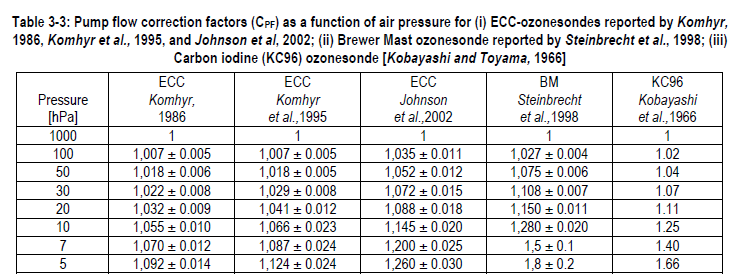 Table 3-3: Pump flow correction factors (CPF) as a function of air pressure for (i) ECC-ozonesondes reported by Komhyr,
1986, Komhyr et al., 1995, and Johnson et al, 2002; (ii) Brewer Mast ozonesonde reported by Steinbrecht et al., 1998; (iii)
Carbon iodine (KC96) ozonesonde [Kobayashi and Toyama, 1966]
Pressure [hPa] | ECC Komhyr, 1986 | ECC Komhyr et al.,1995 | ECC Johnson et al.,2002 | BM Steinbrecht et al.,1998 | KC96 Kobayashi et al.,1966
1000 | 1 | 1 | 1 | 1 | 1
100 | 1,007 ± 0.005 | 1,007 ± 0.005 | 1,035 ± 0.011 | 1,027 ± 0.004 | 1.02
50 | 1,018 ± 0.006 | 1,018 ± 0.005 | 1,052 ± 0.012 | 1,075 ± 0.006 | 1.04
30 | 1,022 ± 0.008 | 1,029 ± 0.008 | 1,072 ± 0.015 | 1,108 ± 0.007 | 1.07
20 | 1,032 ± 0.009 | 1,041 ± 0.012 | 1,088 ± 0.018 | 1,150 ± 0.011 | 1.11
10 | 1,055 ± 0.010 | 1,066 ± 0.023 | 1,145 ± 0.020 | 1,280 ± 0.020 | 1.25
7 | 1,070 ± 0.012 | 1,087 ± 0.024 | 1,200 ± 0.025 | 1,5 ± 0.1 | 1.40
5 | 1,092 ± 0.014 | 1,124 ± 0.024 | 1,260 ± 0.030 | 1,8 ± 0.2 | 1.66